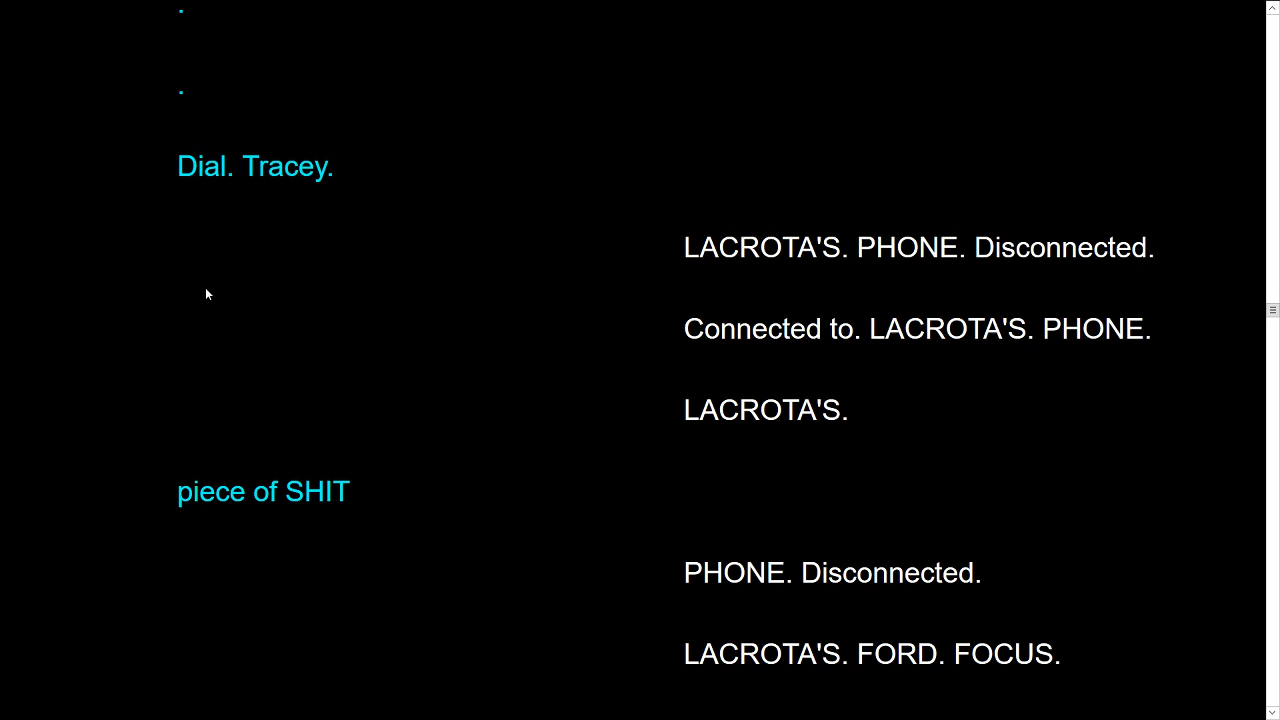 .
.
Dial. Tracey.
LACROTA'S. PHONE. Disconnected.
Connected to. LACROTA'S. PHONE.
LACROTA'S.
piece of SHIT
PHONE. Disconnected.
LACROTA'S. FORD. FOCUS.